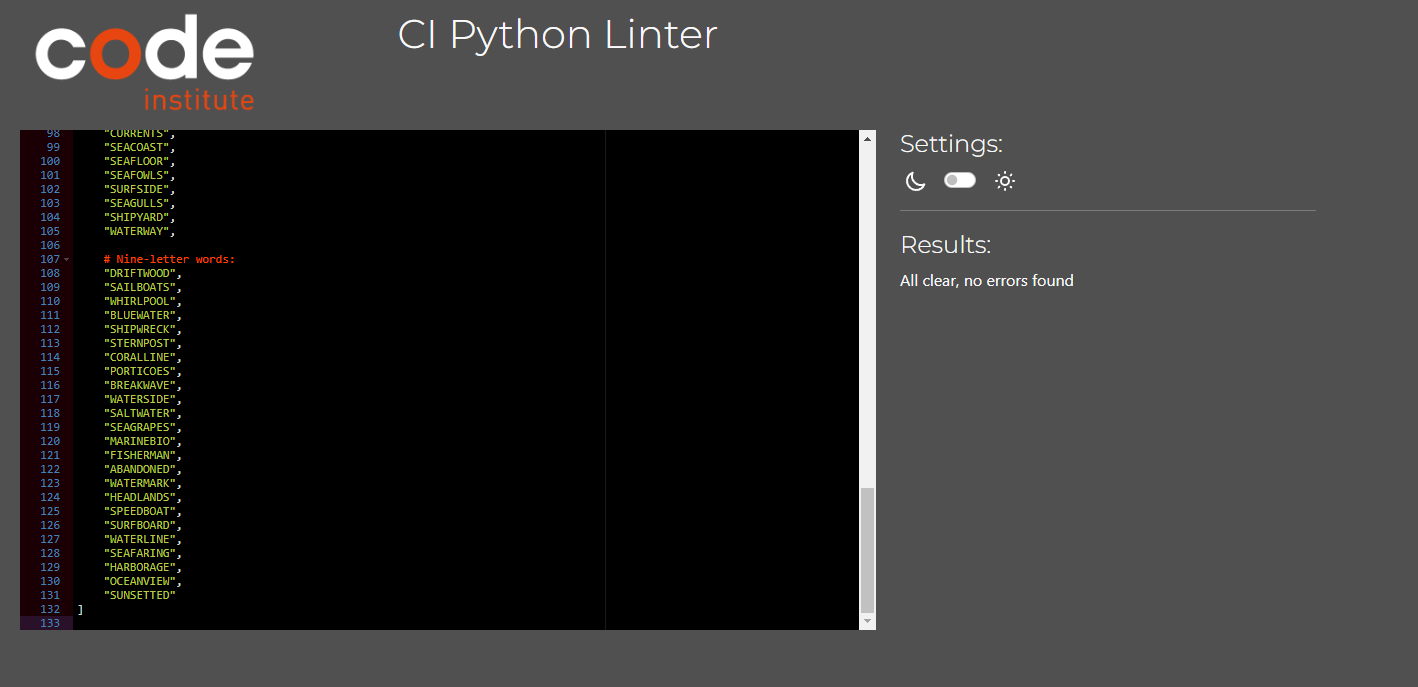 code
institute
CI Python Linter
98 "CURRENTS",
99 "SEACOAST",
100 "SEAFLOOR",
101 "SEAFOWLS",
102 "SURFSIDE",
103 "SEAGULLS",
104 "SHIPYARD",
105 "WATERWAY",
106
107 # Nine-letter words:
108 "DRIFTWOOD",
109 "SAILBOATS",
110 "WHIRLPOOL",
111 "BLUEWATER",
112 "SHIPWRECK",
113 "STERNPOST",
114 "CORALLINE",
115 "PORTICOES",
116 "BREAKWAVE",
117 "WATERSIDE",
118 "SALTWATER",
119 "SEAGRAPES",
120 "MARINEBIO",
121 "FISHERMAN",
122 "ABANDONED",
123 "WATERMARK",
124 "HEADLANDS",
125 "SPEEDBOAT",
126 "SURFBOARD",
127 "WATERLINE",
128 "SEAFARING",
129 "HARBORAGE",
130 "OCEANVIEW",
131 "SUNSETTED"
132 ]
133
Settings:
Results:
All clear, no errors found